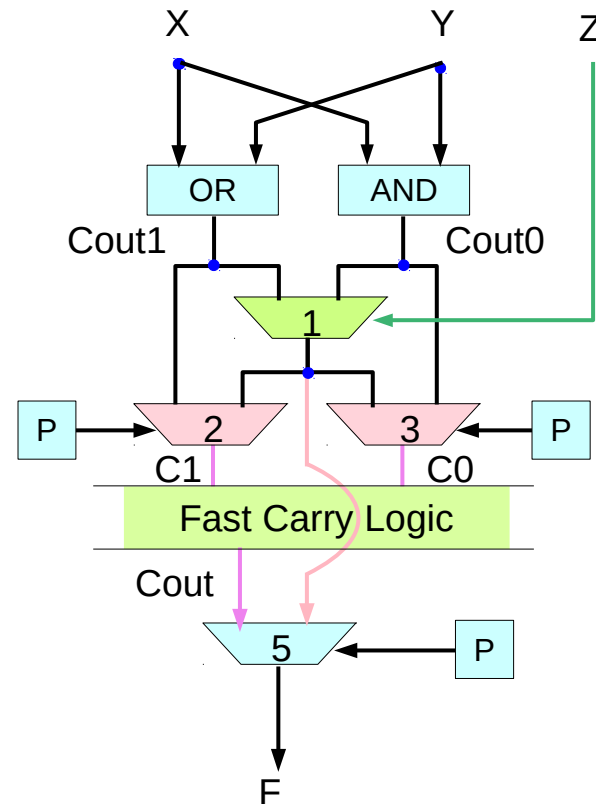 X Y Z
OR AND
Cout1 Cout0
1
P 2 3 P
C1 C0
Fast Carry Logic
Cout
5 P
F